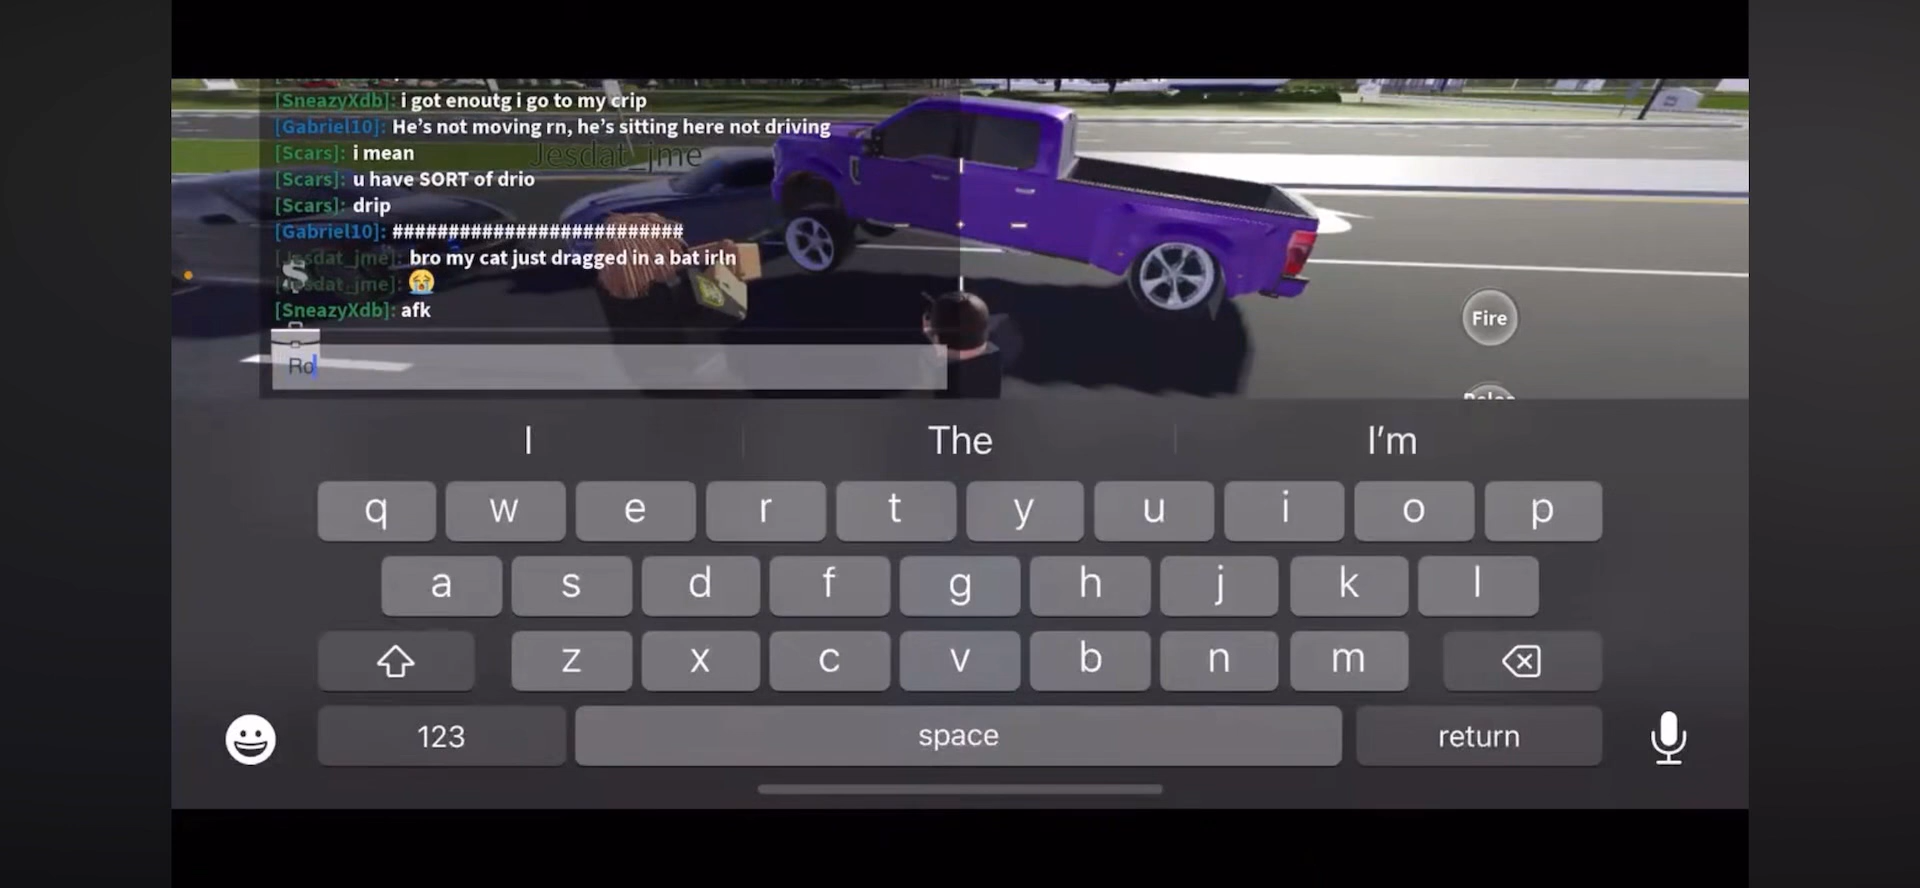 [SneazyXdb]: i got enoutg i go to my crip
[Gabriel10]: He's not moving rn, he's sitting here not driving
Jesdat_jme
[Scars]: i mean
[Scars]: u have SORT of drio
[Scars]: drip
[Gabriel10]: ##########################
[Jesdat_jme]: bro my cat just dragged in a bat irln
[Jesdat_jme]: 😭
[SneazyXdb]: afk
$
Fire
Ro
I The I'm
q w e r t y u i o p
a s d f g h j k l
z x c v b n m
123 space return